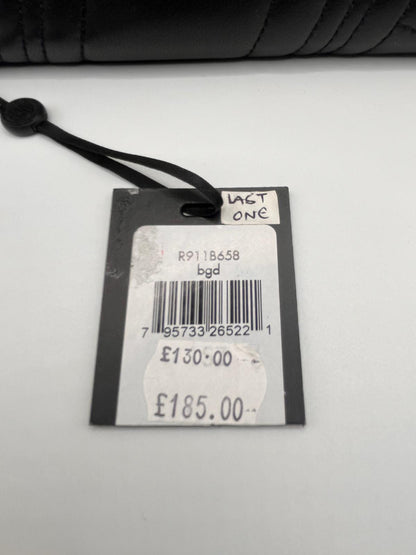 LAST
ONE
R911B658
bgd
7 95733 26522 1
£130.00
£185.00